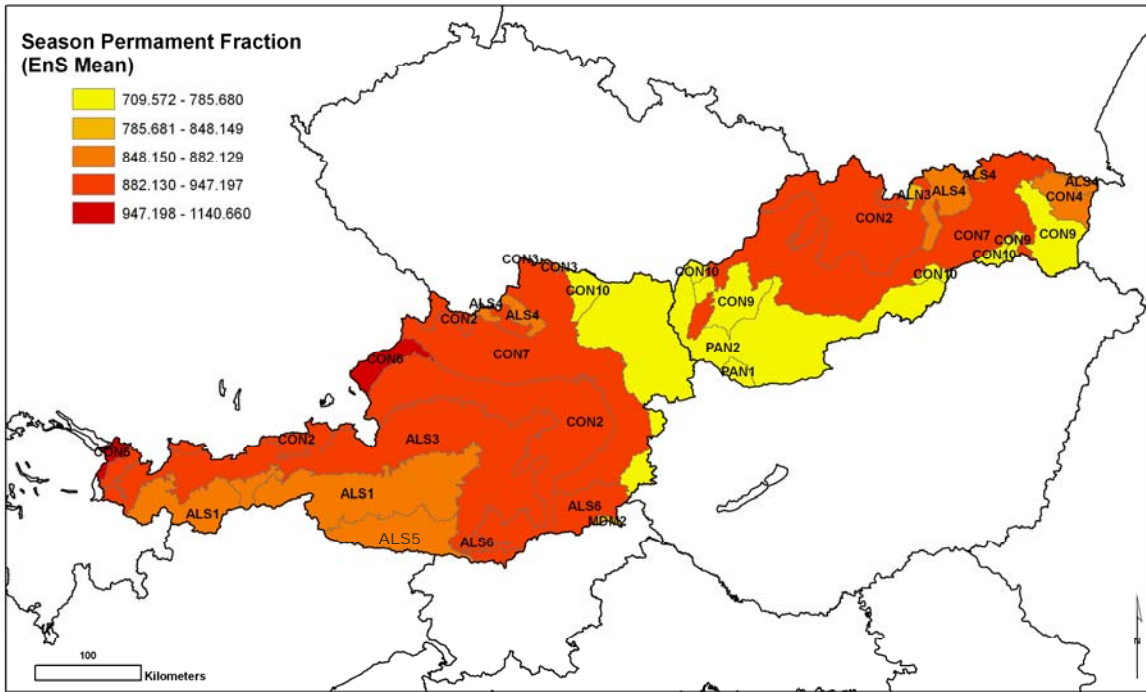 Season Permament Fraction
(EnS Mean)
709.572 - 785.680
785.681 - 848.149
848.150 - 882.129
882.130 - 947.197
947.198 - 1140.660
ALS4
ALS4
ALN3
ALS4
CON4
CON2
CON7
CON9
CON9
CON10
CON3
CON3
CON10
CON10
CON10
CON9
ALS4
CON2
ALS4
PAN2
CON7
CON6
PAN1
CON2
CON2
ALS3
CON6
ALS1
ALS1
ALS6
MDM2
ALS5
ALS6
N
100
Kilometers